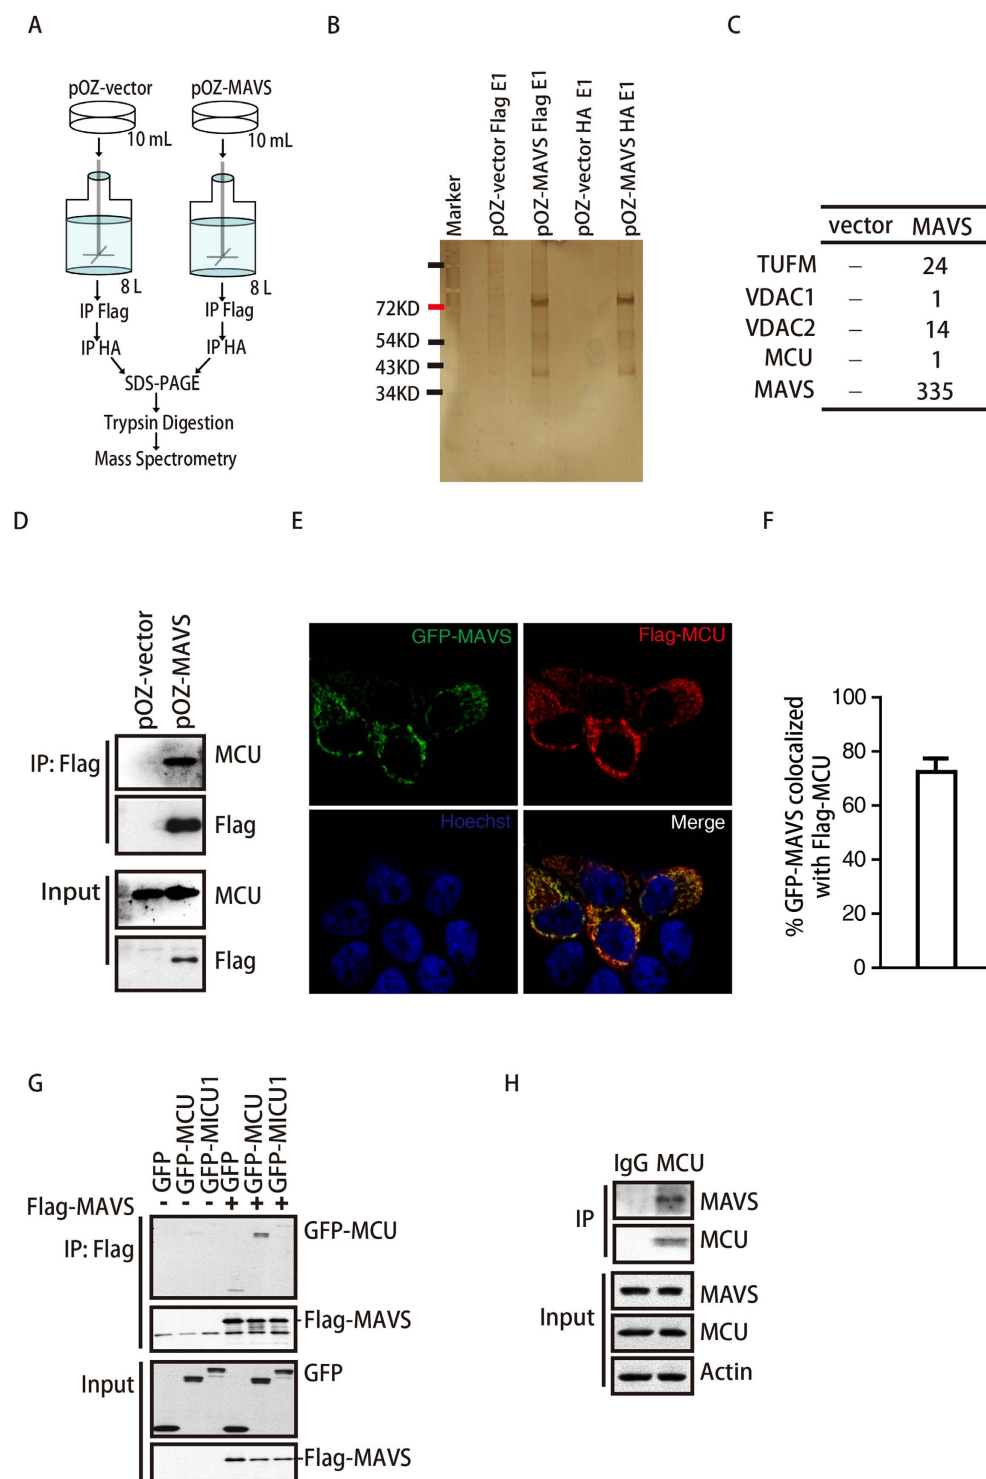 A
pOZ-vector pOZ-MAVS
10 mL 10 mL
8 L 8 L
IP Flag IP Flag
IP HA IP HA
SDS-PAGE
Trypsin Digestion
Mass Spectrometry
B
Marker
pOZ-vector Flag E1
pOZ-MAVS Flag E1
pOZ-vector HA E1
pOZ-MAVS HA E1
72KD
54KD
43KD
34KD
C
vector MAVS
TUFM – 24
VDAC1 – 1
VDAC2 – 14
MCU – 1
MAVS – 335
D
pOZ-vector
pOZ-MAVS
IP: Flag
MCU
Flag
Input
MCU
Flag
E
GFP-MAVS
Flag-MCU
Hoechst
Merge
F
% GFP-MAVS colocalized
with Flag-MCU
100
80
60
40
20
0
G
GFP
GFP-MCU
GFP-MICU1
GFP
GFP-MCU
GFP-MICU1
Flag-MAVS - - - + + +
IP: Flag
GFP-MCU
Flag-MAVS
Input
GFP
Flag-MAVS
H
IgG MCU
IP
MAVS
MCU
Input
MAVS
MCU
Actin